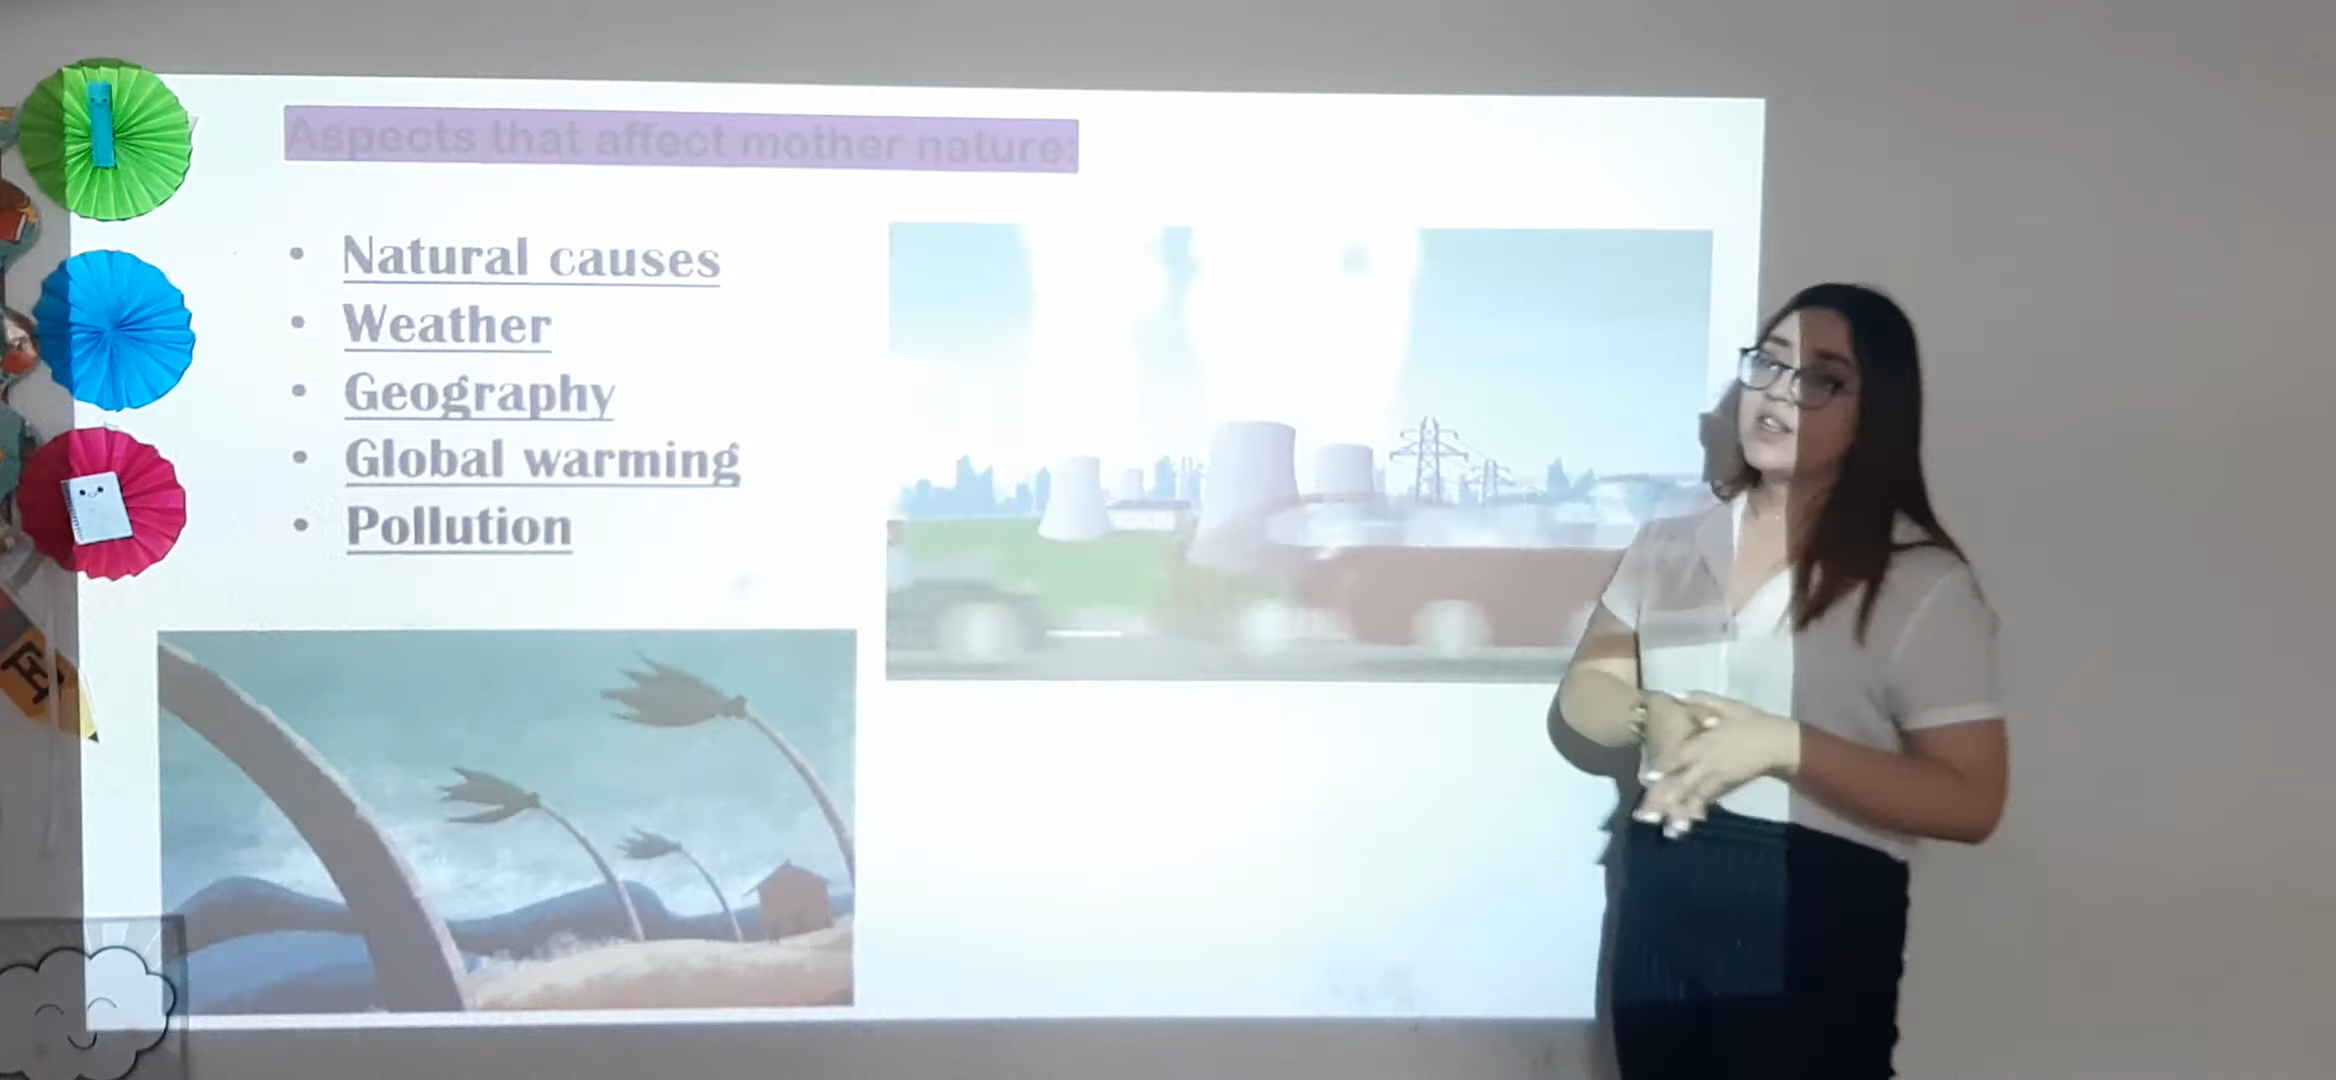 Aspects that affect mother nature:
• Natural causes
• Weather
• Geography
• Global warming
• Pollution